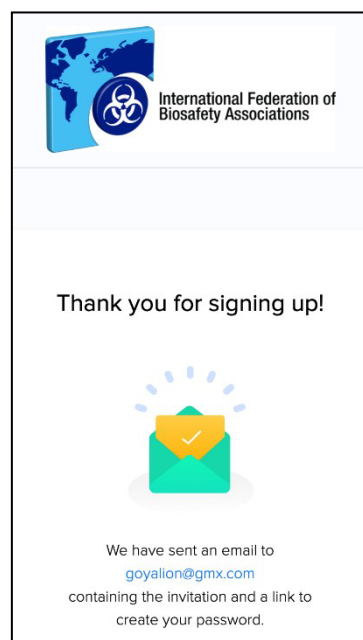 International Federation of
Biosafety Associations
Thank you for signing up!
We have sent an email to
goyalion@gmx.com
containing the invitation and a link to
create your password.